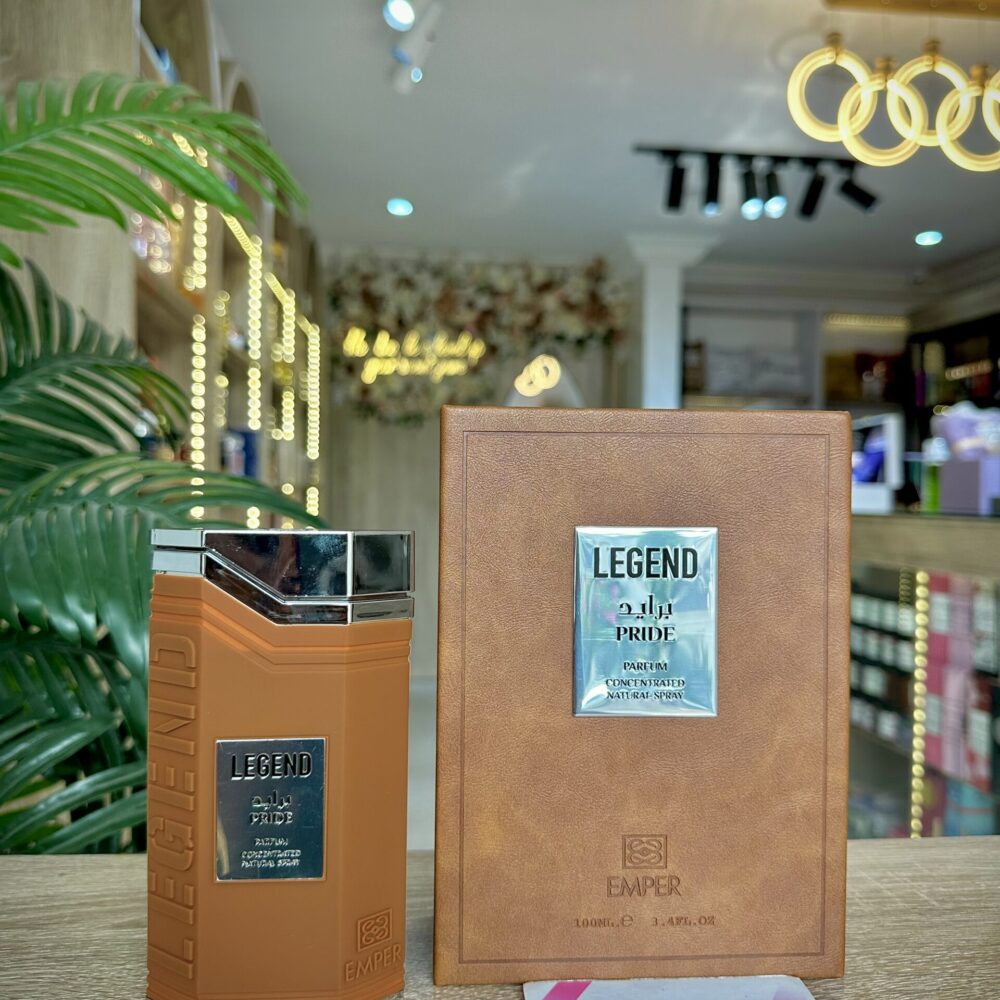 LEGEND
LEGEND
برايد
PRIDE
PARFUM
CONCENTRATED
NATURAL SPRAY
EMPER
LEGEND
برايد
PRIDE
PARFUM
CONCENTRATED
NATURAL SPRAY
EMPER
100ML.℮ 3.4FL.OZ